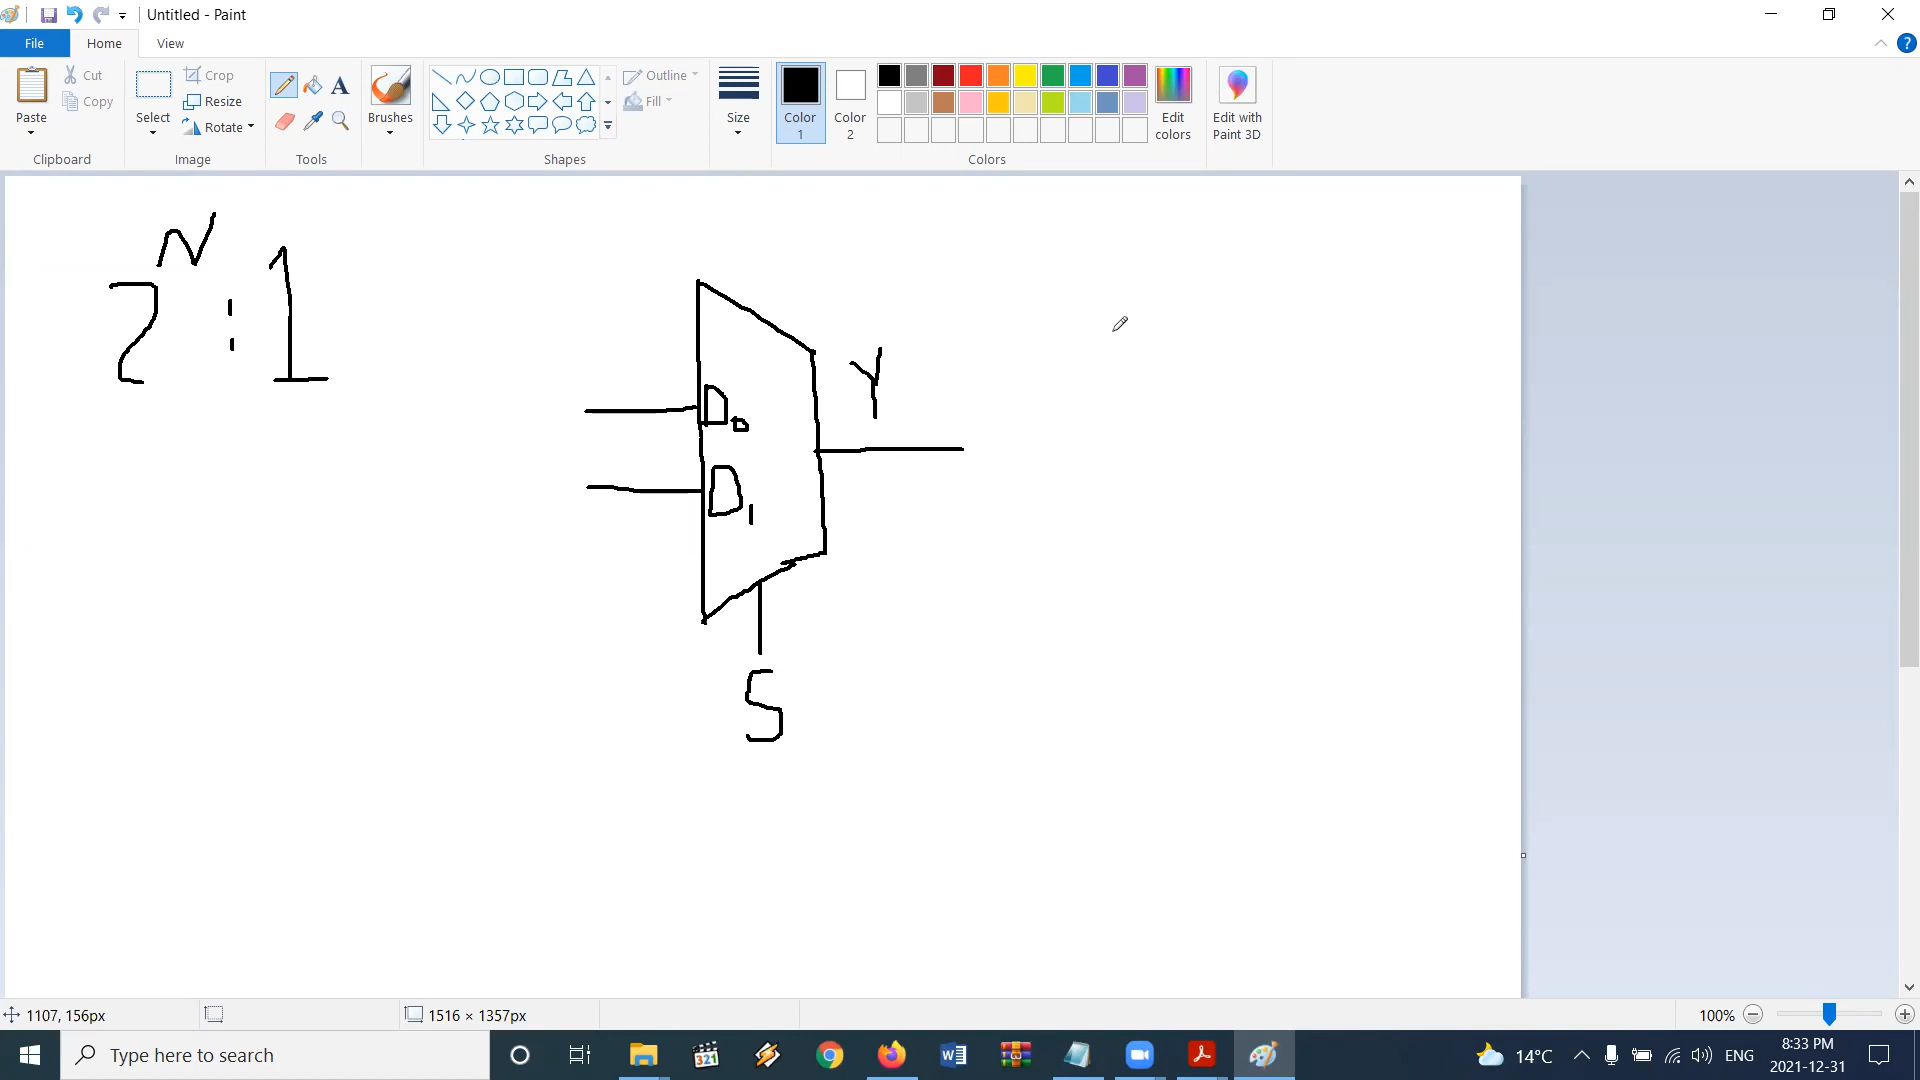 Untitled - Paint
File Home View
Paste
Cut
Copy
Clipboard
Select
Crop
Resize
Rotate
Image
Tools
Brushes
Shapes
Outline
Fill
Size
Color 1
Color 2
Colors
Edit colors
Edit with Paint 3D
N
2 : 1
Y
D0
D1
S
1107, 156px
1516 × 1357px
100%
Type here to search
321
14°C
ENG
8:33 PM
2021-12-31